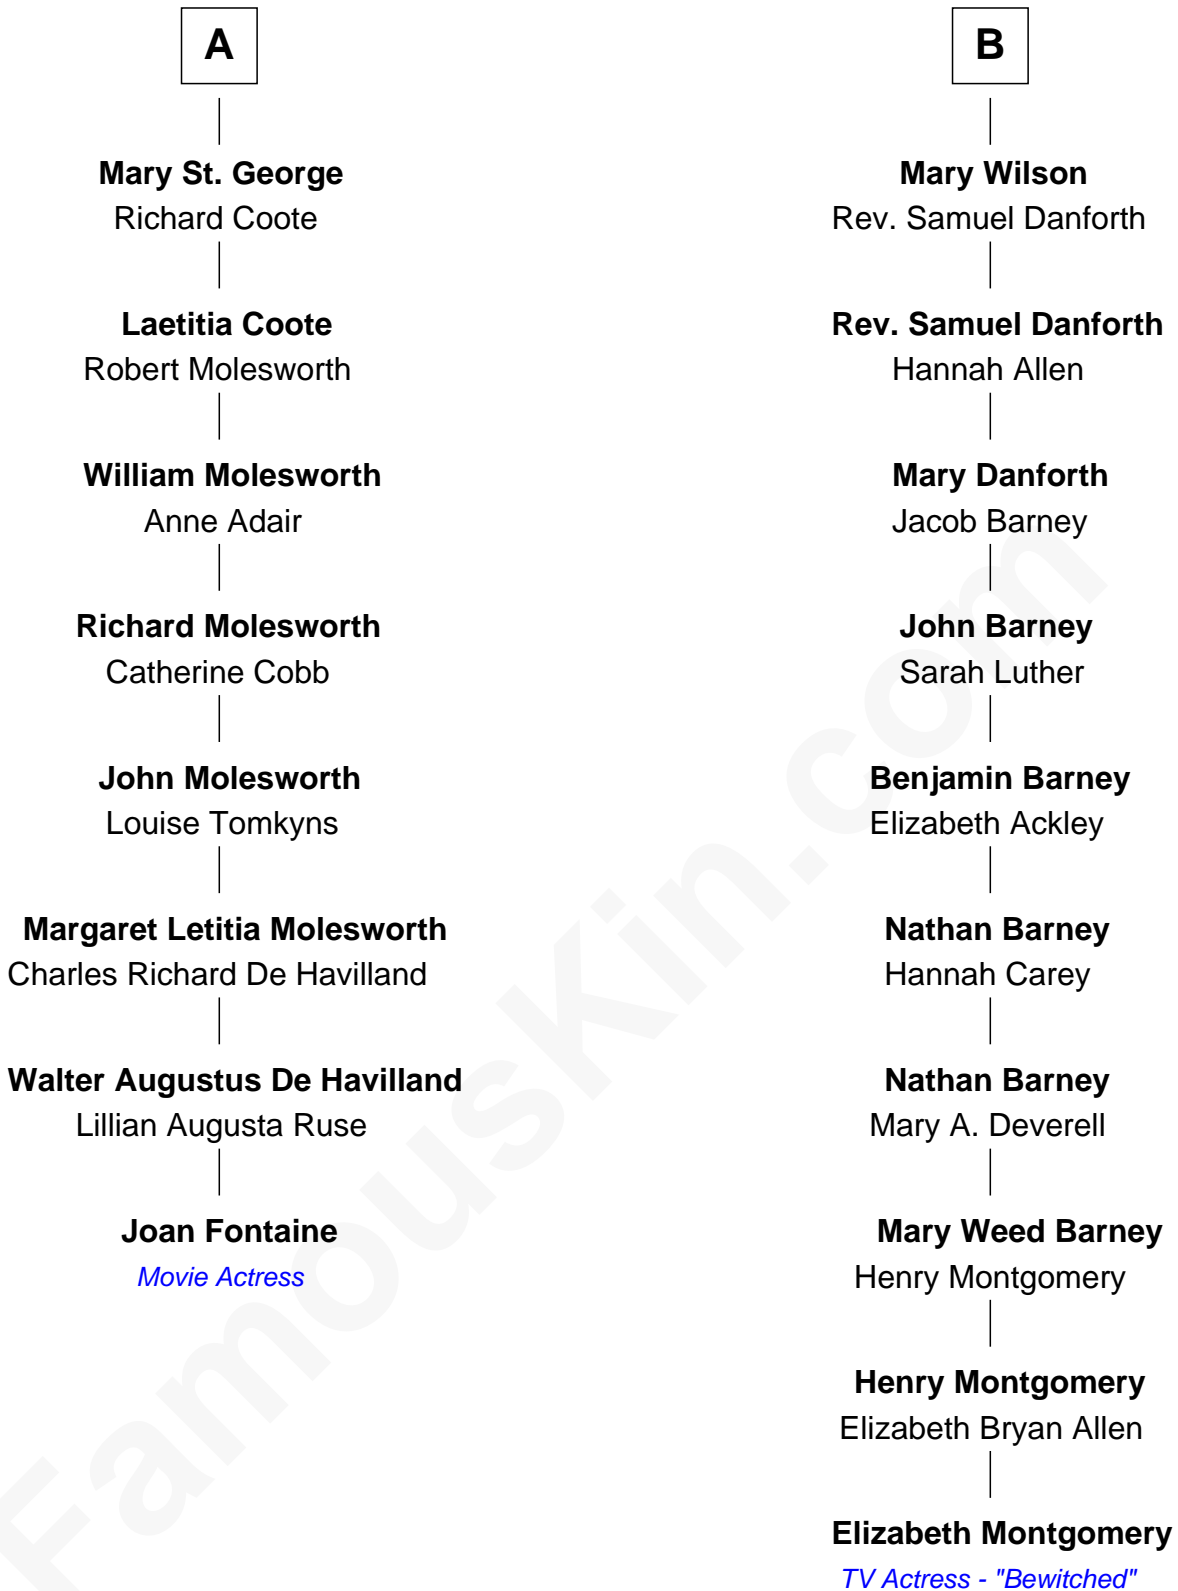 A
Mary St. George
Richard Coote
Laetitia Coote
Robert Molesworth
William Molesworth
Anne Adair
Richard Molesworth
Catherine Cobb
John Molesworth
Louise Tomkyns
Margaret Letitia Molesworth
Charles Richard De Havilland
Walter Augustus De Havilland
Lillian Augusta Ruse
Joan Fontaine
Movie Actress
B
Mary Wilson
Rev. Samuel Danforth
Rev. Samuel Danforth
Hannah Allen
Mary Danforth
Jacob Barney
John Barney
Sarah Luther
Benjamin Barney
Elizabeth Ackley
Nathan Barney
Hannah Carey
Nathan Barney
Mary A. Deverell
Mary Weed Barney
Henry Montgomery
Henry Montgomery
Elizabeth Bryan Allen
Elizabeth Montgomery
TV Actress - "Bewitched"
FamousKin.com